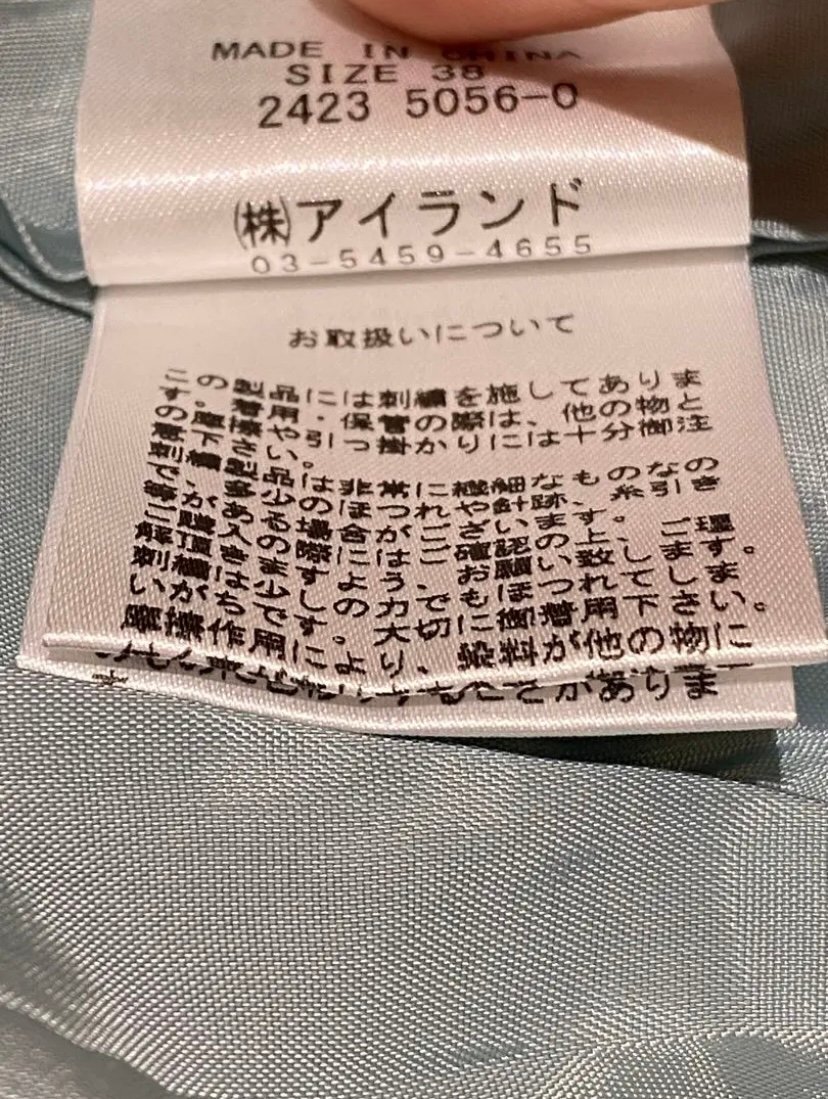 MADE IN CHINA
SIZE 38
2423 5056-0
(株)アイランド
03-5459-4655
お取扱いについて
この製品には刺繍を施してありま
す。着用・保管の際は、他の物と
の摩擦や引っ掛かりには十分御注
意下さい。
刺繍製品は非常に繊細なものなの
で、多少のほつれや針跡、糸引き
等がある場合がございます。
ご購入の際にはご確認の上、ご理
解頂きますよう、お願い致します。
刺繍は少しの力でもほつれてしま
いがちです。大切に御着用下さい。
摩擦作用により、染料が他の物に
ことがありま